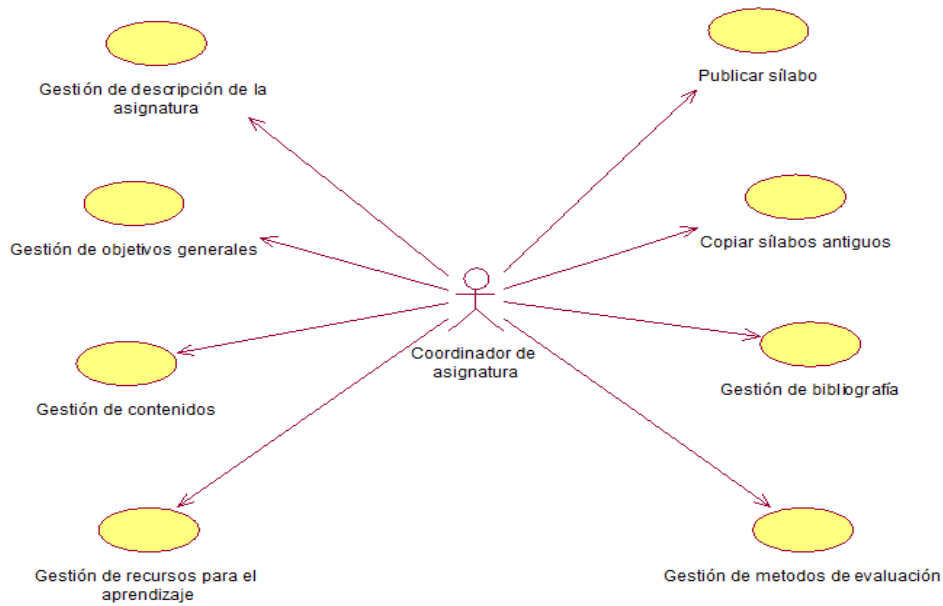 Gestión de descripción de la
asignatura
Publicar sílabo
Gestión de objetivos generales
Copiar sílabos antiguos
Coordinador de
asignatura
Gestión de contenidos
Gestión de bibliografía
Gestión de recursos para el
aprendizaje
Gestión de metodos de evaluación